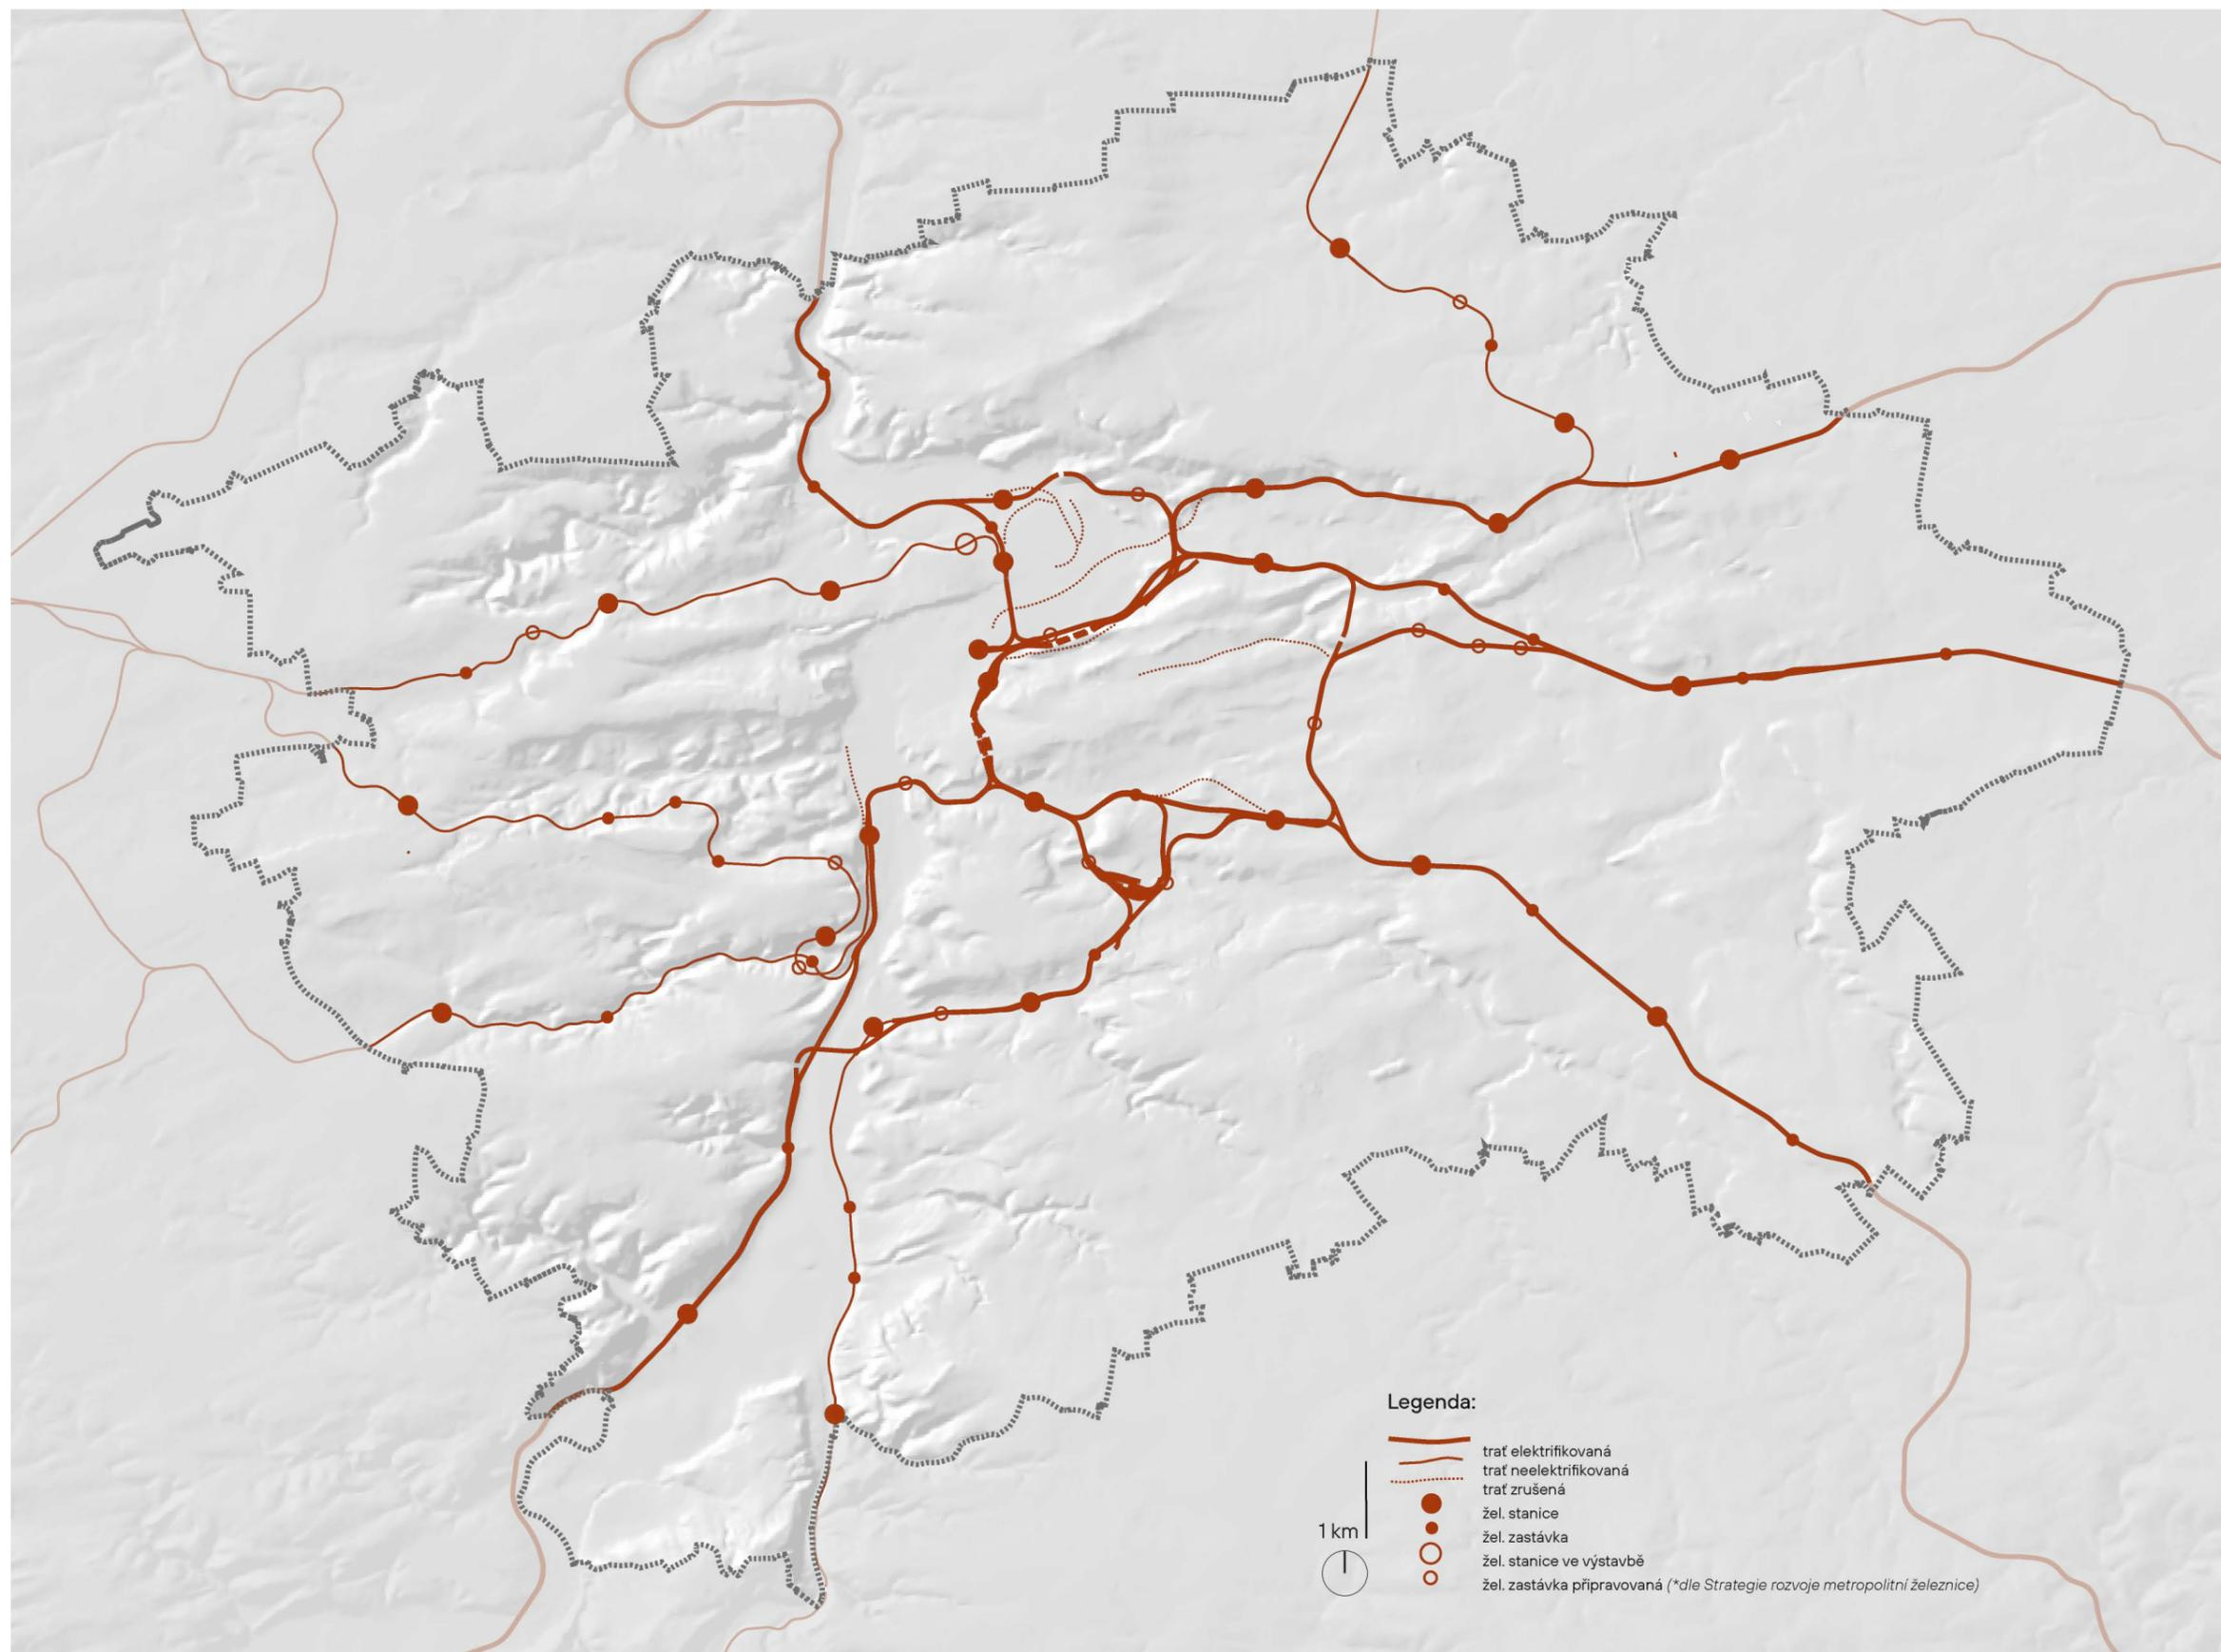 Legenda:
trať elektrifikovaná
trať neelektrifikovaná
trať zrušená
žel. stanice
žel. zastávka
žel. stanice ve výstavbě
žel. zastávka připravovaná (*dle Strategie rozvoje metropolitní železnice)
1 km